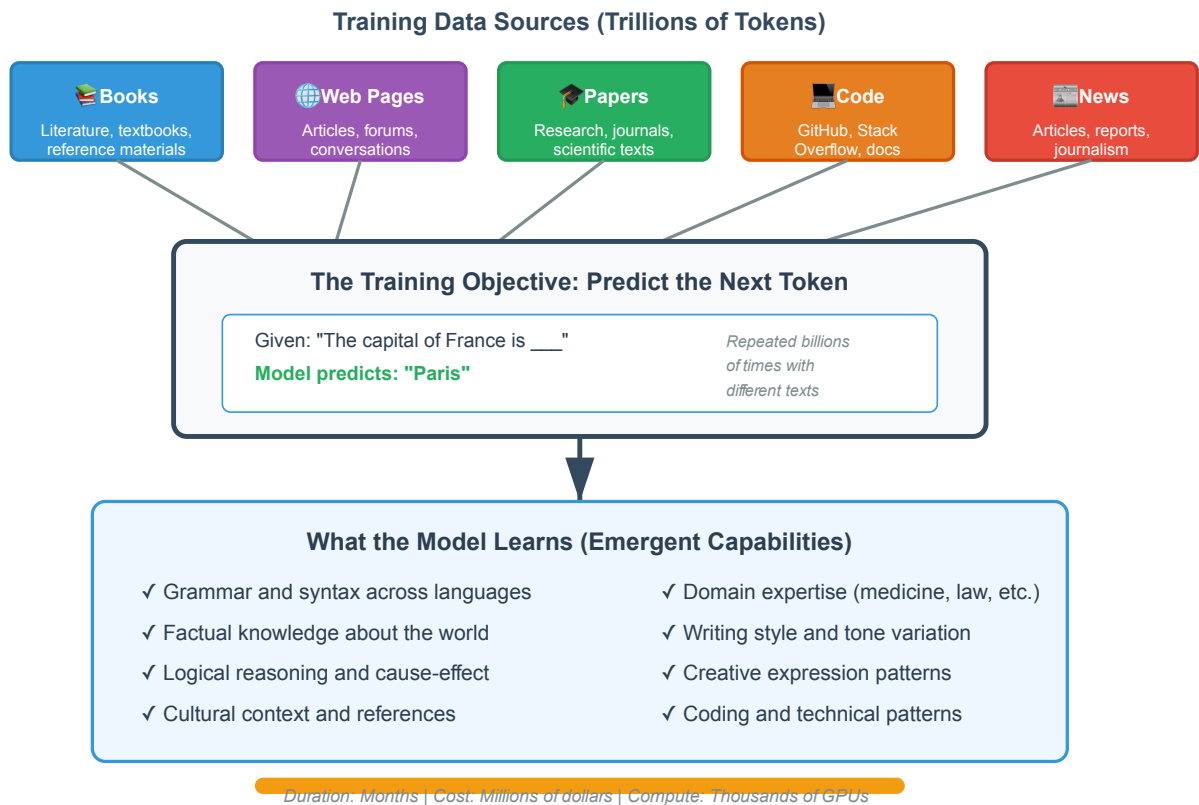 Training Data Sources (Trillions of Tokens)
Books
Literature, textbooks,
reference materials
Web Pages
Articles, forums,
conversations
Papers
Research, journals,
scientific texts
Code
GitHub, Stack
Overflow, docs
News
Articles, reports,
journalism
The Training Objective: Predict the Next Token
Given: "The capital of France is ___"
Model predicts: "Paris"
Repeated billions
of times with
different texts
What the Model Learns (Emergent Capabilities)
✓ Grammar and syntax across languages
✓ Factual knowledge about the world
✓ Logical reasoning and cause-effect
✓ Cultural context and references
✓ Domain expertise (medicine, law, etc.)
✓ Writing style and tone variation
✓ Creative expression patterns
✓ Coding and technical patterns
Duration: Months | Cost: Millions of dollars | Compute: Thousands of GPUs